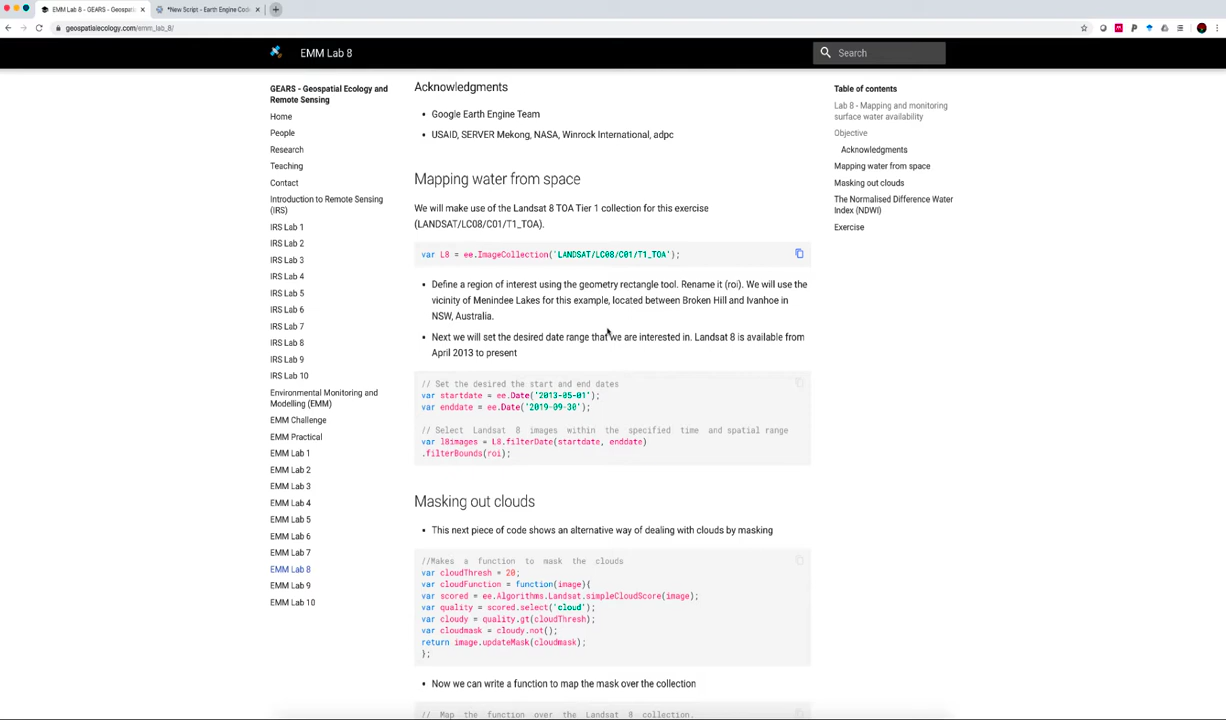 EMM Lab 8 - GEARS - Geospatial
*New Script - Earth Engine Code
geospatialecology.com/emm_lab_8/
EMM Lab 8
Search
GEARS - Geospatial Ecology and
Remote Sensing
Home
People
Research
Teaching
Contact
Introduction to Remote Sensing
(IRS)
IRS Lab 1
IRS Lab 2
IRS Lab 3
IRS Lab 4
IRS Lab 5
IRS Lab 6
IRS Lab 7
IRS Lab 8
IRS Lab 9
IRS Lab 10
Environmental Monitoring and
Modelling (EMM)
EMM Challenge
EMM Practical
EMM Lab 1
EMM Lab 2
EMM Lab 3
EMM Lab 4
EMM Lab 5
EMM Lab 6
EMM Lab 7
EMM Lab 8
EMM Lab 9
EMM Lab 10
Acknowledgments
• Google Earth Engine Team
• USAID, SERVER Mekong, NASA, Winrock International, adpc
Mapping water from space
We will make use of the Landsat 8 TOA Tier 1 collection for this exercise
(LANDSAT/LC08/C01/T1_TOA).
var L8 = ee.ImageCollection('LANDSAT/LC08/C01/T1_TOA');
• Define a region of interest using the geometry rectangle tool. Rename it (roi). We will use the
vicinity of Menindee Lakes for this example, located between Broken Hill and Ivanhoe in
NSW, Australia.
• Next we will set the desired date range that we are interested in. Landsat 8 is available from
April 2013 to present
// Set the desired the start and end dates
var startdate = ee.Date('2013-05-01');
var enddate = ee.Date('2019-09-30');
// Select Landsat 8 images within the specified time and spatial range
var l8images = L8.filterDate(startdate, enddate)
.filterBounds(roi);
Masking out clouds
• This next piece of code shows an alternative way of dealing with clouds by masking
//Makes a function to mask the clouds
var cloudThresh = 20;
var cloudFunction = function(image){
var scored = ee.Algorithms.Landsat.simpleCloudScore(image);
var quality = scored.select('cloud');
var cloudy = quality.gt(cloudThresh);
var cloudmask = cloudy.not();
return image.updateMask(cloudmask);
};
• Now we can write a function to map the mask over the collection
// Map the function over the Landsat 8 collection.
Table of contents
Lab 8 - Mapping and monitoring
surface water availability
Objective
Acknowledgments
Mapping water from space
Masking out clouds
The Normalised Difference Water
Index (NDWI)
Exercise